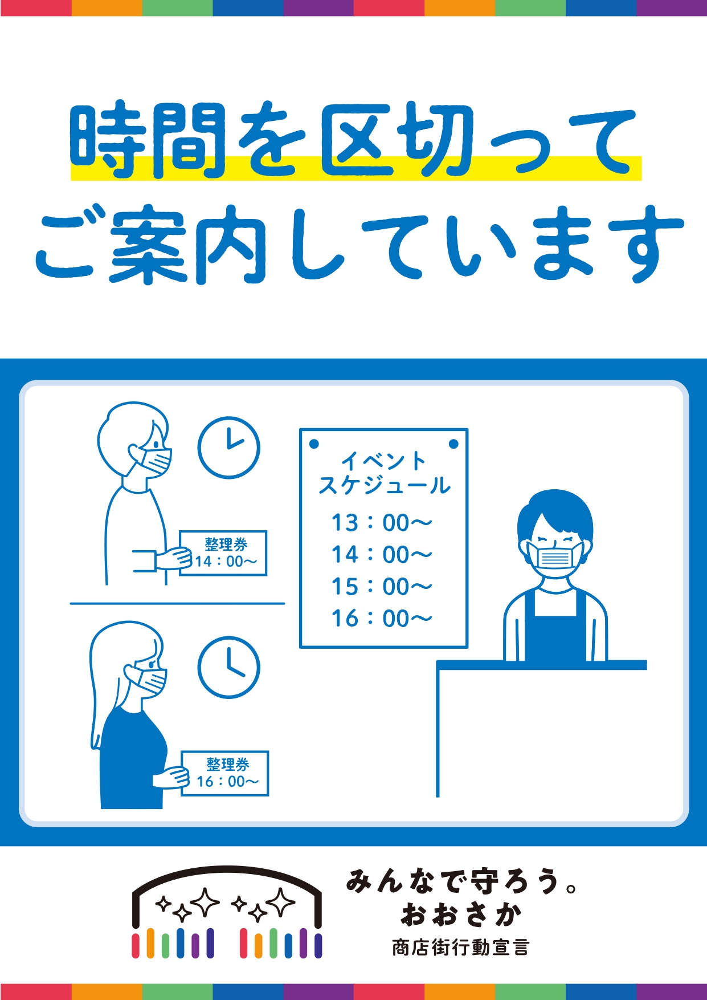 時間を区切って
ご案内しています
イベント
スケジュール
13：00〜
14：00〜
15：00〜
16：00〜
整理券
14：00〜
整理券
16：00〜
みんなで守ろう。
おおさか
商店街行動宣言